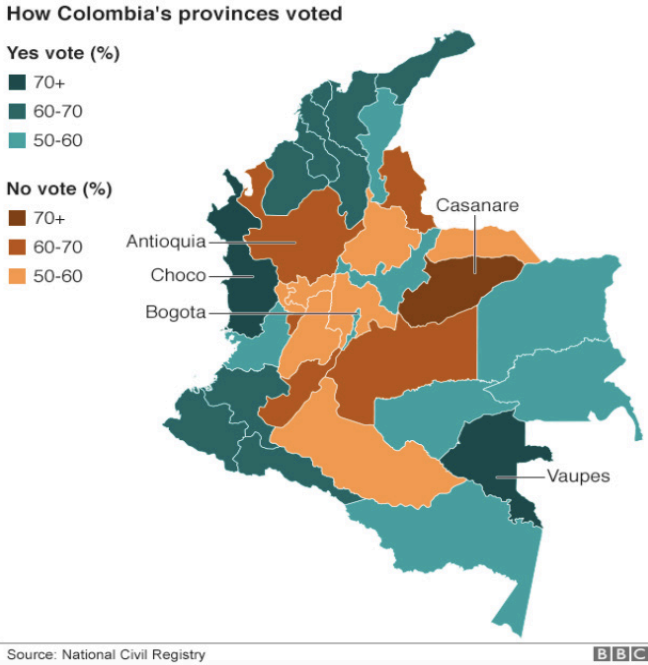 How Colombia's provinces voted
Yes vote (%)
70+
60-70
50-60
No vote (%)
70+
60-70
50-60
Casanare
Antioquia
Choco
Bogota
Vaupes
Source: National Civil Registry
BBC